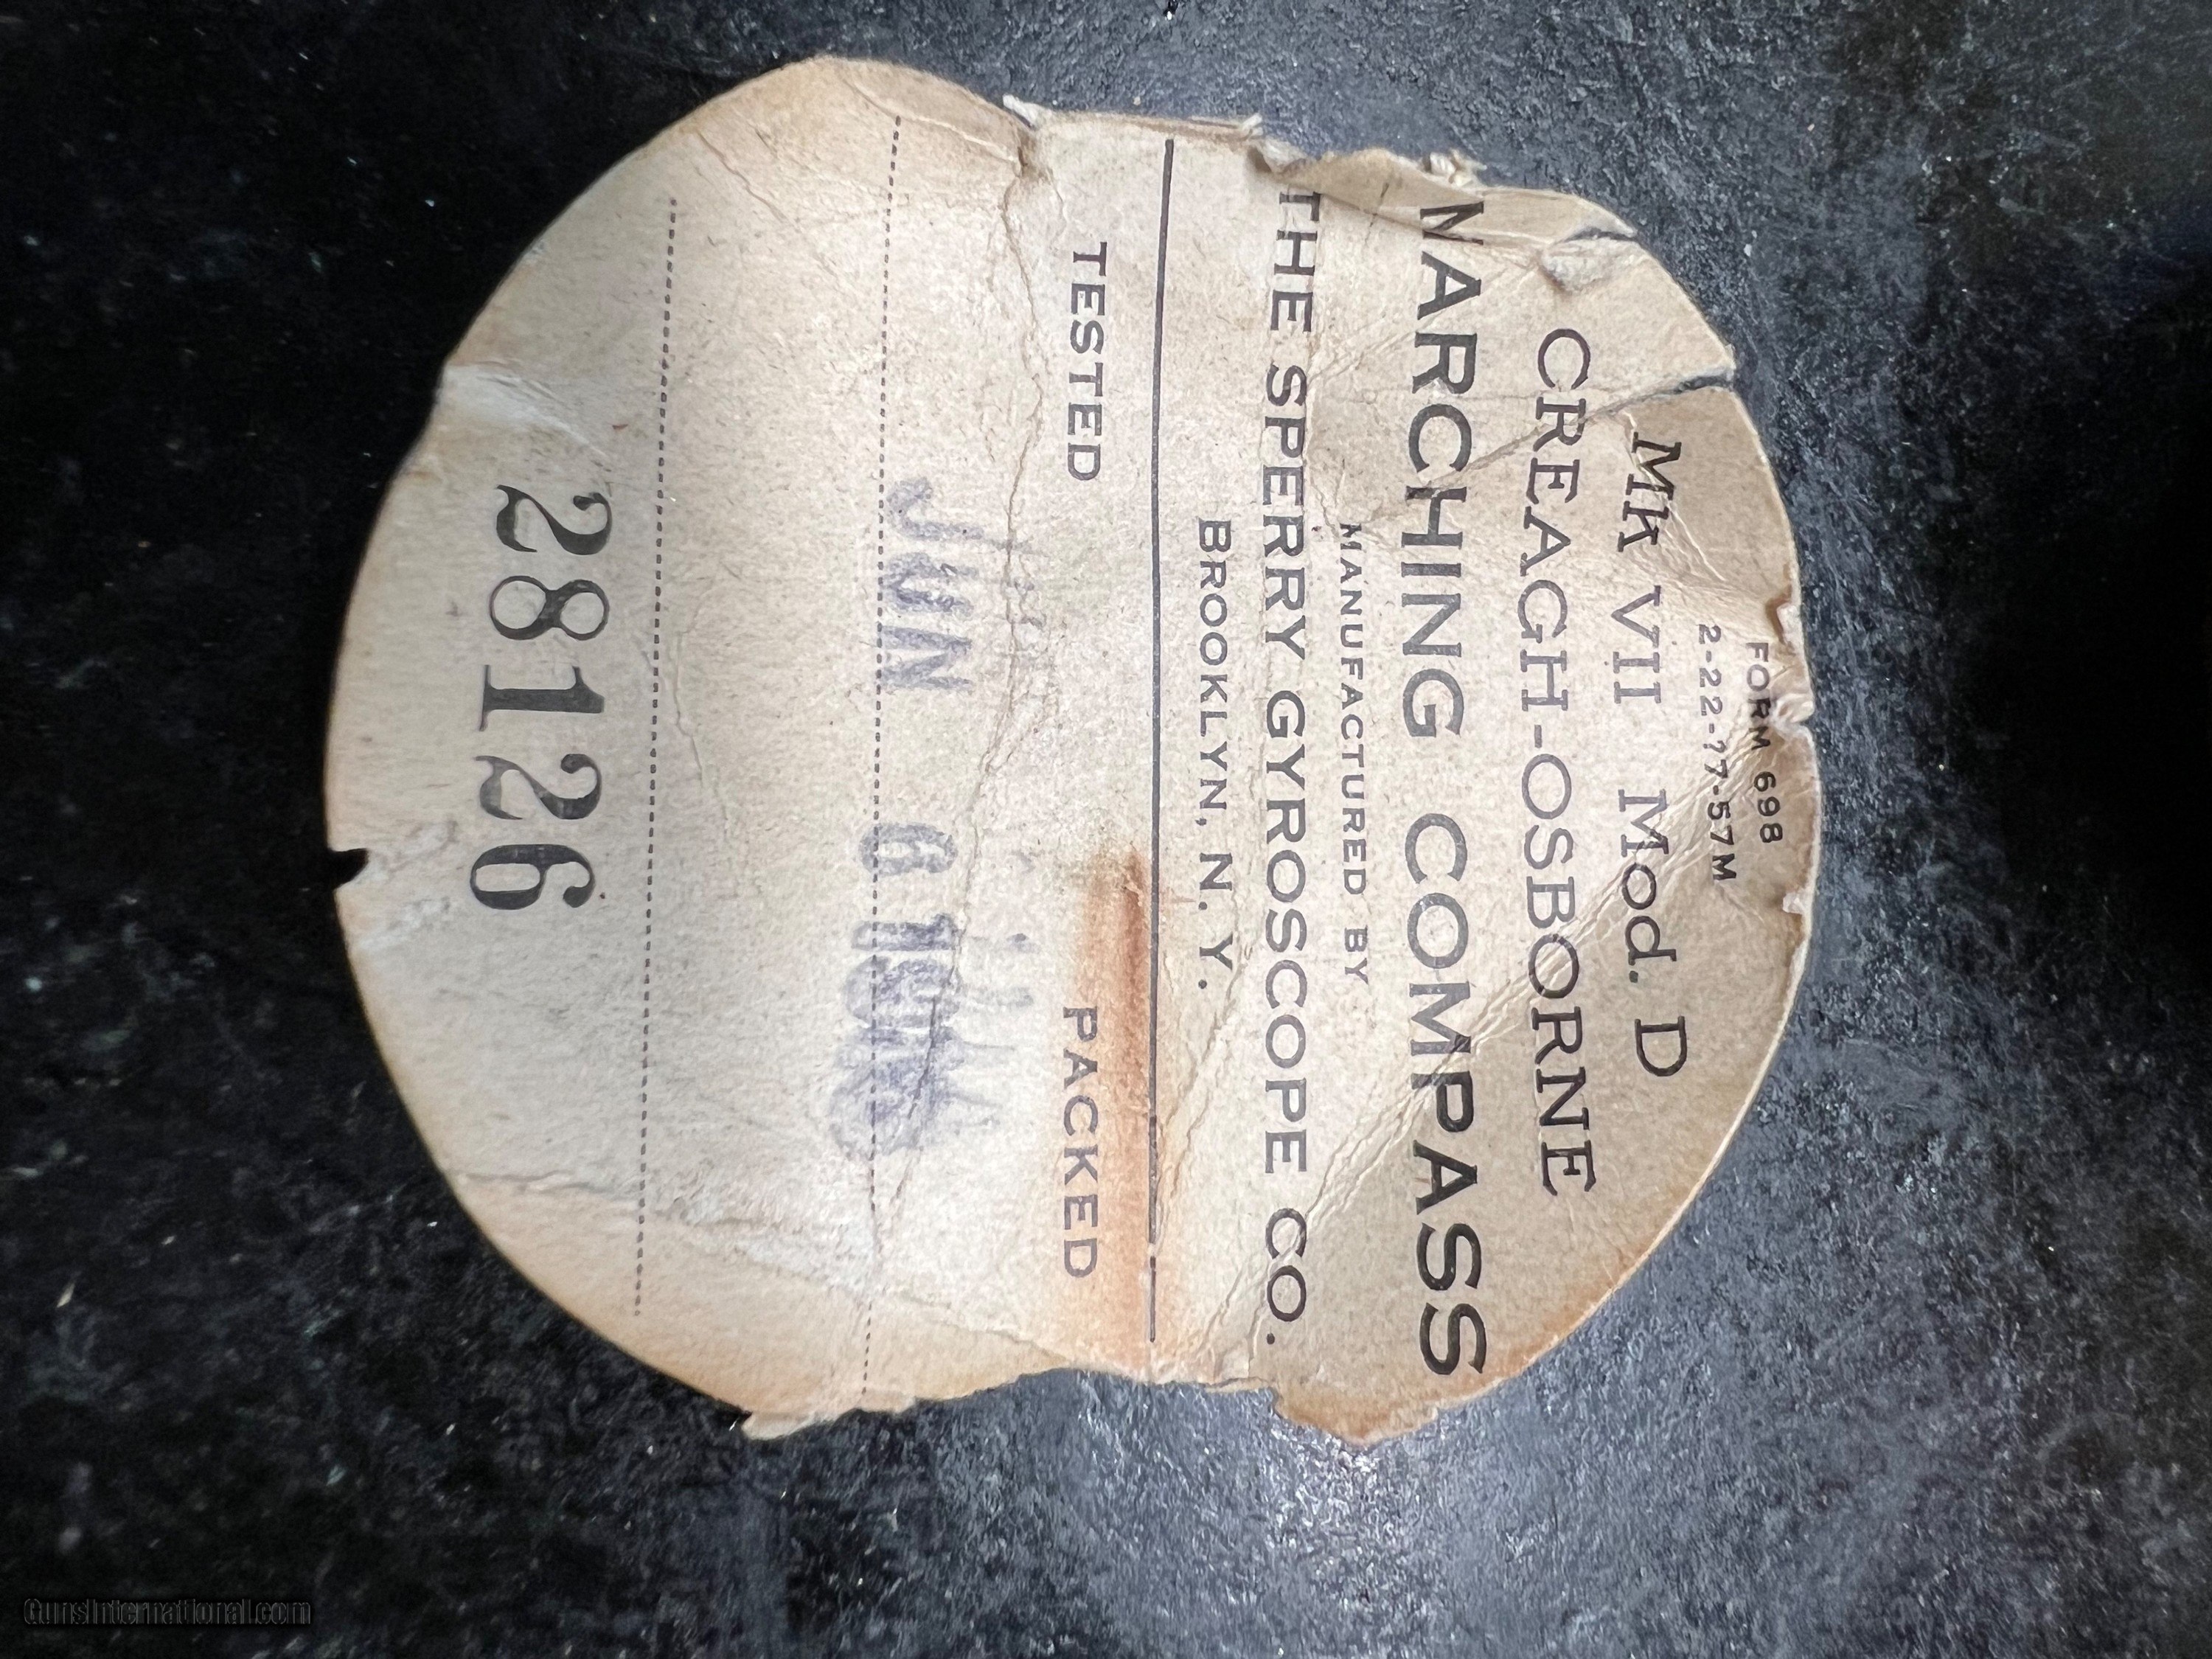 FORM 698
2-22-??-57M
Mk VII Mod. D
CREAGH-OSBORNE
MARCHING COMPASS
MANUFACTURED BY
THE SPERRY GYROSCOPE CO.
BROOKLYN, N. Y.
TESTED PACKED
JUN 6
28126
GunsInternational.com